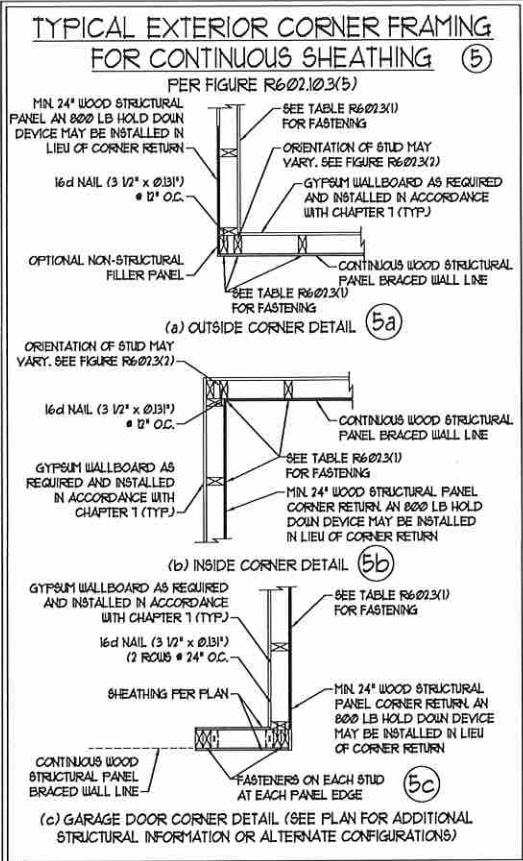 TYPICAL EXTERIOR CORNER FRAMING
FOR CONTINUOUS SHEATHING 5
PER FIGURE R602.10.3(5)
MIN. 24" WOOD STRUCTURAL
PANEL AN 800 LB HOLD DOWN
DEVICE MAY BE INSTALLED IN
LIEU OF CORNER RETURN
SEE TABLE R602.3(1)
FOR FASTENING
ORIENTATION OF STUD MAY
VARY. SEE FIGURE R602.3(2)
16d NAIL (3 1/2" x Ø.131")
@ 12" O.C.
GYPSUM WALLBOARD AS REQUIRED
AND INSTALLED IN ACCORDANCE
WITH CHAPTER 7 (TYP.)
OPTIONAL NON-STRUCTURAL
FILLER PANEL
CONTINUOUS WOOD STRUCTURAL
PANEL BRACED WALL LINE
SEE TABLE R602.3(1)
FOR FASTENING
(a) OUTSIDE CORNER DETAIL 5a
ORIENTATION OF STUD MAY
VARY. SEE FIGURE R602.3(2)
16d NAIL (3 1/2" x Ø.131")
@ 12" O.C.
CONTINUOUS WOOD STRUCTURAL
PANEL BRACED WALL LINE
SEE TABLE R602.3(1)
FOR FASTENING
GYPSUM WALLBOARD AS
REQUIRED AND INSTALLED
IN ACCORDANCE WITH
CHAPTER 7 (TYP.)
MIN. 24" WOOD STRUCTURAL PANEL
CORNER RETURN. AN 800 LB HOLD
DOWN DEVICE MAY BE INSTALLED
IN LIEU OF CORNER RETURN
(b) INSIDE CORNER DETAIL 5b
GYPSUM WALLBOARD AS REQUIRED
AND INSTALLED IN ACCORDANCE
WITH CHAPTER 7 (TYP.)
SEE TABLE R602.3(1)
FOR FASTENING
16d NAIL (3 1/2" x Ø.131")
(2 ROWS @ 24" O.C.
SHEATHING PER PLAN
MIN. 24" WOOD STRUCTURAL
PANEL CORNER RETURN. AN
800 LB HOLD DOWN DEVICE
MAY BE INSTALLED IN LIEU
OF CORNER RETURN
CONTINUOUS WOOD
STRUCTURAL PANEL
BRACED WALL LINE
FASTENERS ON EACH STUD
AT EACH PANEL EDGE
5c
(c) GARAGE DOOR CORNER DETAIL (SEE PLAN FOR ADDITIONAL
STRUCTURAL INFORMATION OR ALTERNATE CONFIGURATIONS)